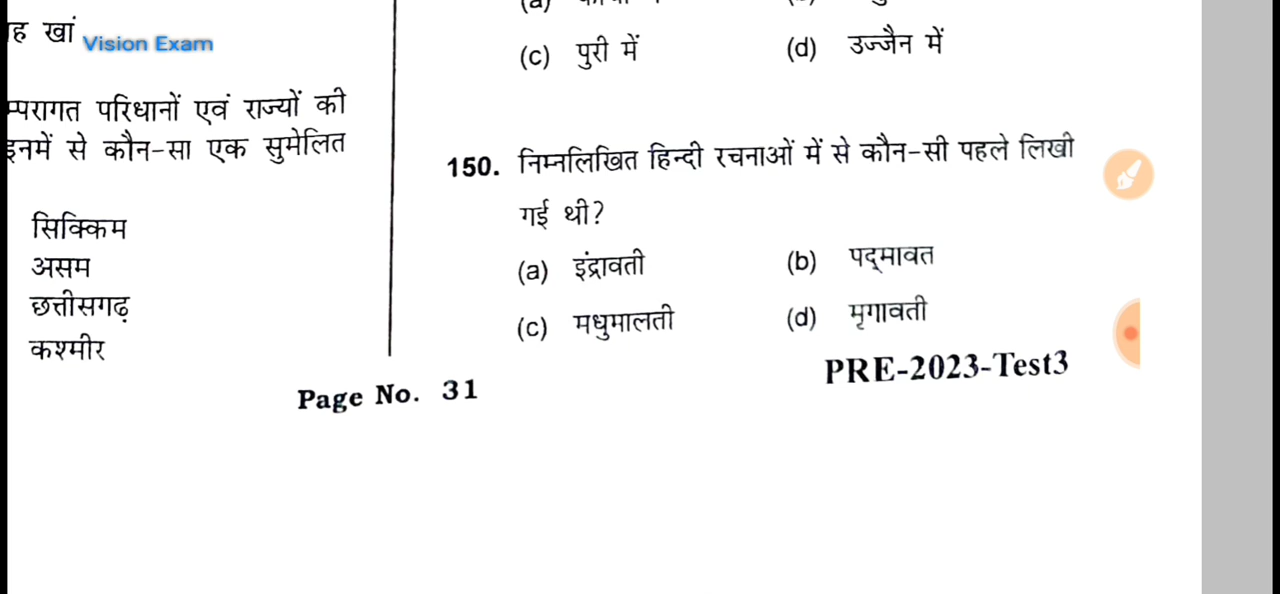 ह खां
Vision Exam
म्परागत परिधानों एवं राज्यों की
इनमें से कौन-सा एक सुमेलित
सिक्किम
असम
छत्तीसगढ़
कश्मीर
(a)
(c) पुरी में (d) उज्जैन में
150. निम्नलिखित हिन्दी रचनाओं में से कौन-सी पहले लिखी
गई थी?
(a) इंद्रावती (b) पद्मावत
(c) मधुमालती (d) मृगावती
PRE-2023-Test3
Page No. 31